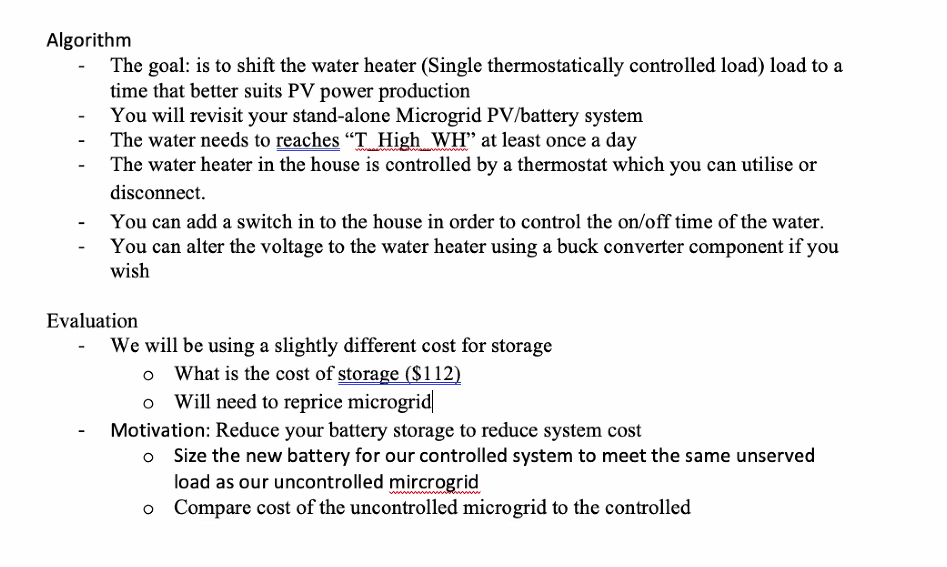 Algorithm
- The goal: is to shift the water heater (Single thermostatically controlled load) load to a
time that better suits PV power production
- You will revisit your stand-alone Microgrid PV/battery system
- The water needs to reaches “T_High_WH” at least once a day
- The water heater in the house is controlled by a thermostat which you can utilise or
disconnect.
- You can add a switch in to the house in order to control the on/off time of the water.
- You can alter the voltage to the water heater using a buck converter component if you
wish
Evaluation
- We will be using a slightly different cost for storage
o What is the cost of storage ($112)
o Will need to reprice microgrid
- Motivation: Reduce your battery storage to reduce system cost
o Size the new battery for our controlled system to meet the same unserved
load as our uncontrolled mircrogrid
o Compare cost of the uncontrolled microgrid to the controlled